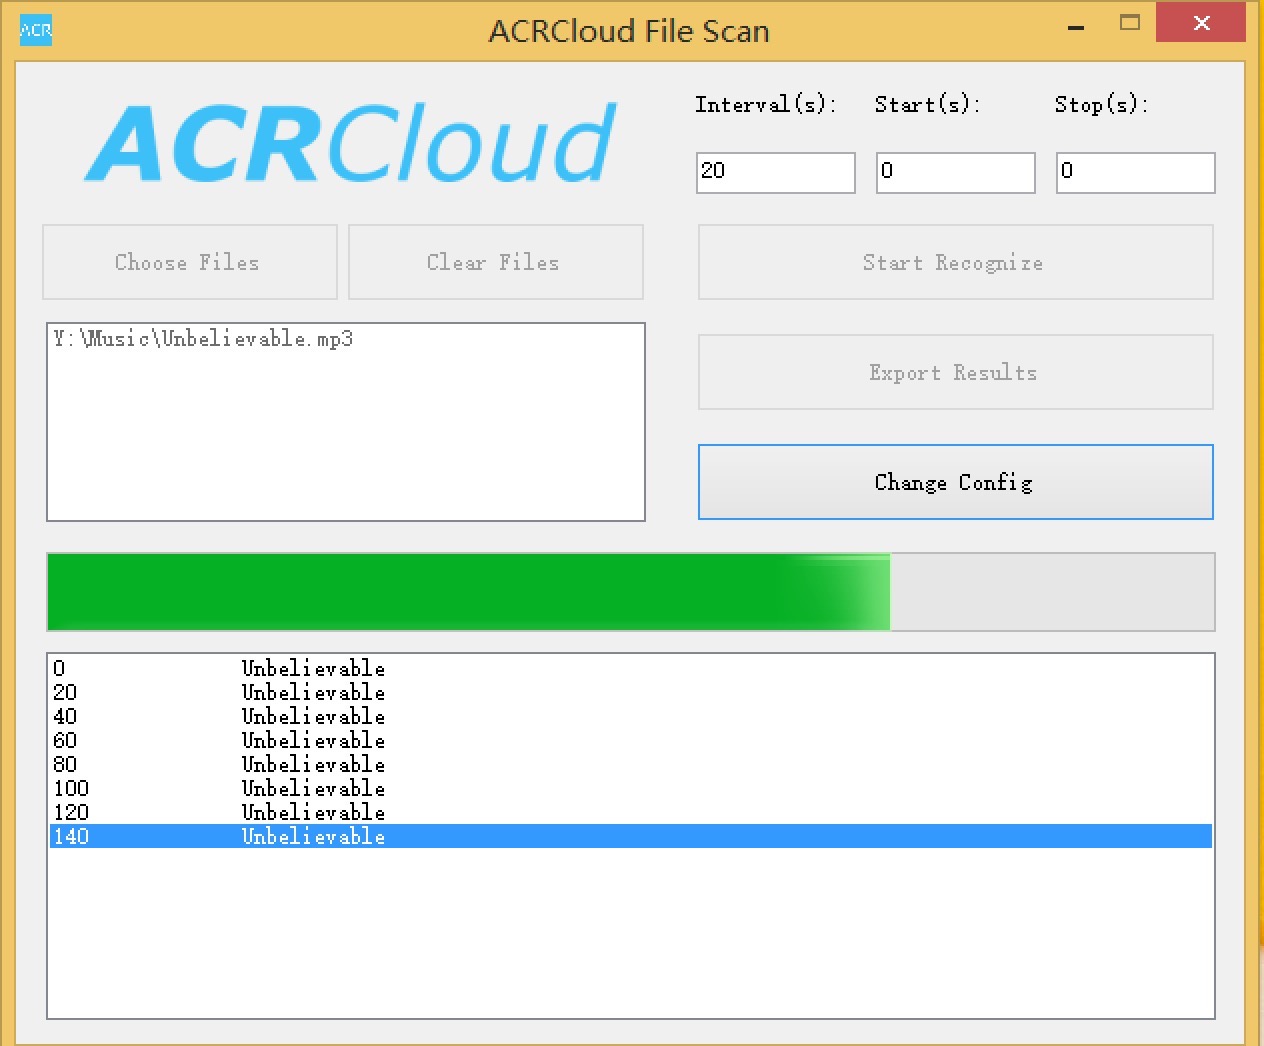 ACR
ACRCloud File Scan
ACRCloud
Interval(s): Start(s): Stop(s):
20 0 0
Choose Files Clear Files Start Recognize
Y:\Music\Unbelievable.mp3
Export Results
Change Config
0 Unbelievable
20 Unbelievable
40 Unbelievable
60 Unbelievable
80 Unbelievable
100 Unbelievable
120 Unbelievable
140 Unbelievable